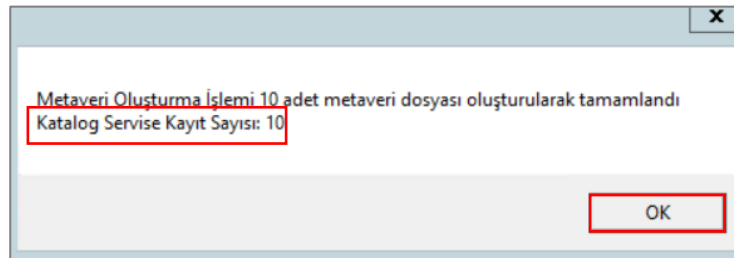 x
Metaveri Oluşturma İşlemi 10 adet metaveri dosyası oluşturularak tamamlandı
Katalog Servise Kayıt Sayısı: 10
OK